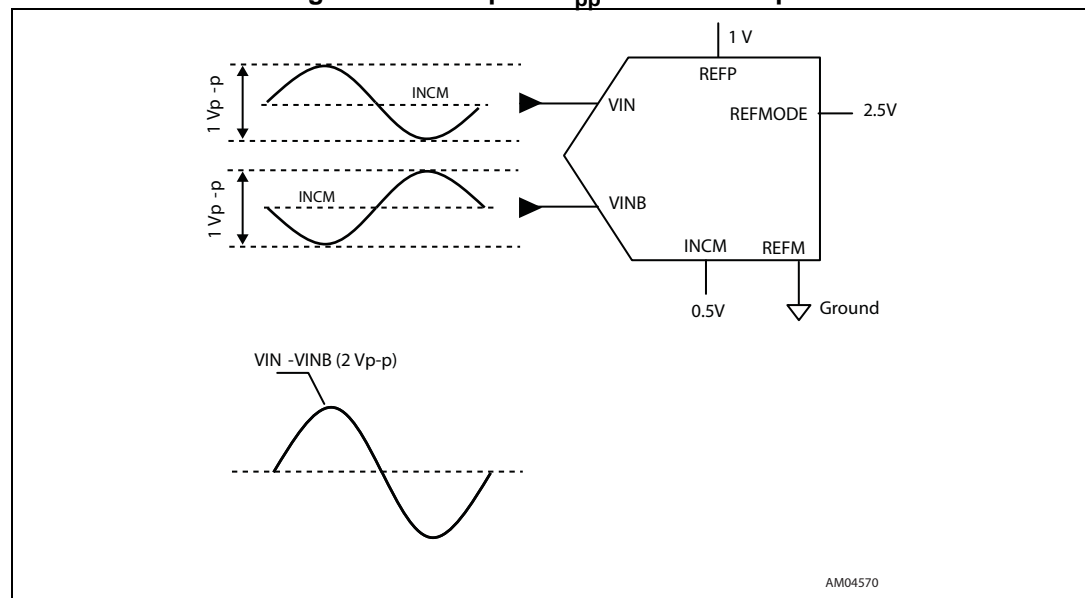 1 V
REFP
1 Vp -p
INCM
VIN
REFMODE
2.5V
1 Vp -p
INCM
VINB
INCM
REFM
0.5V
Ground
VIN -VINB (2 Vp-p)
AM04570